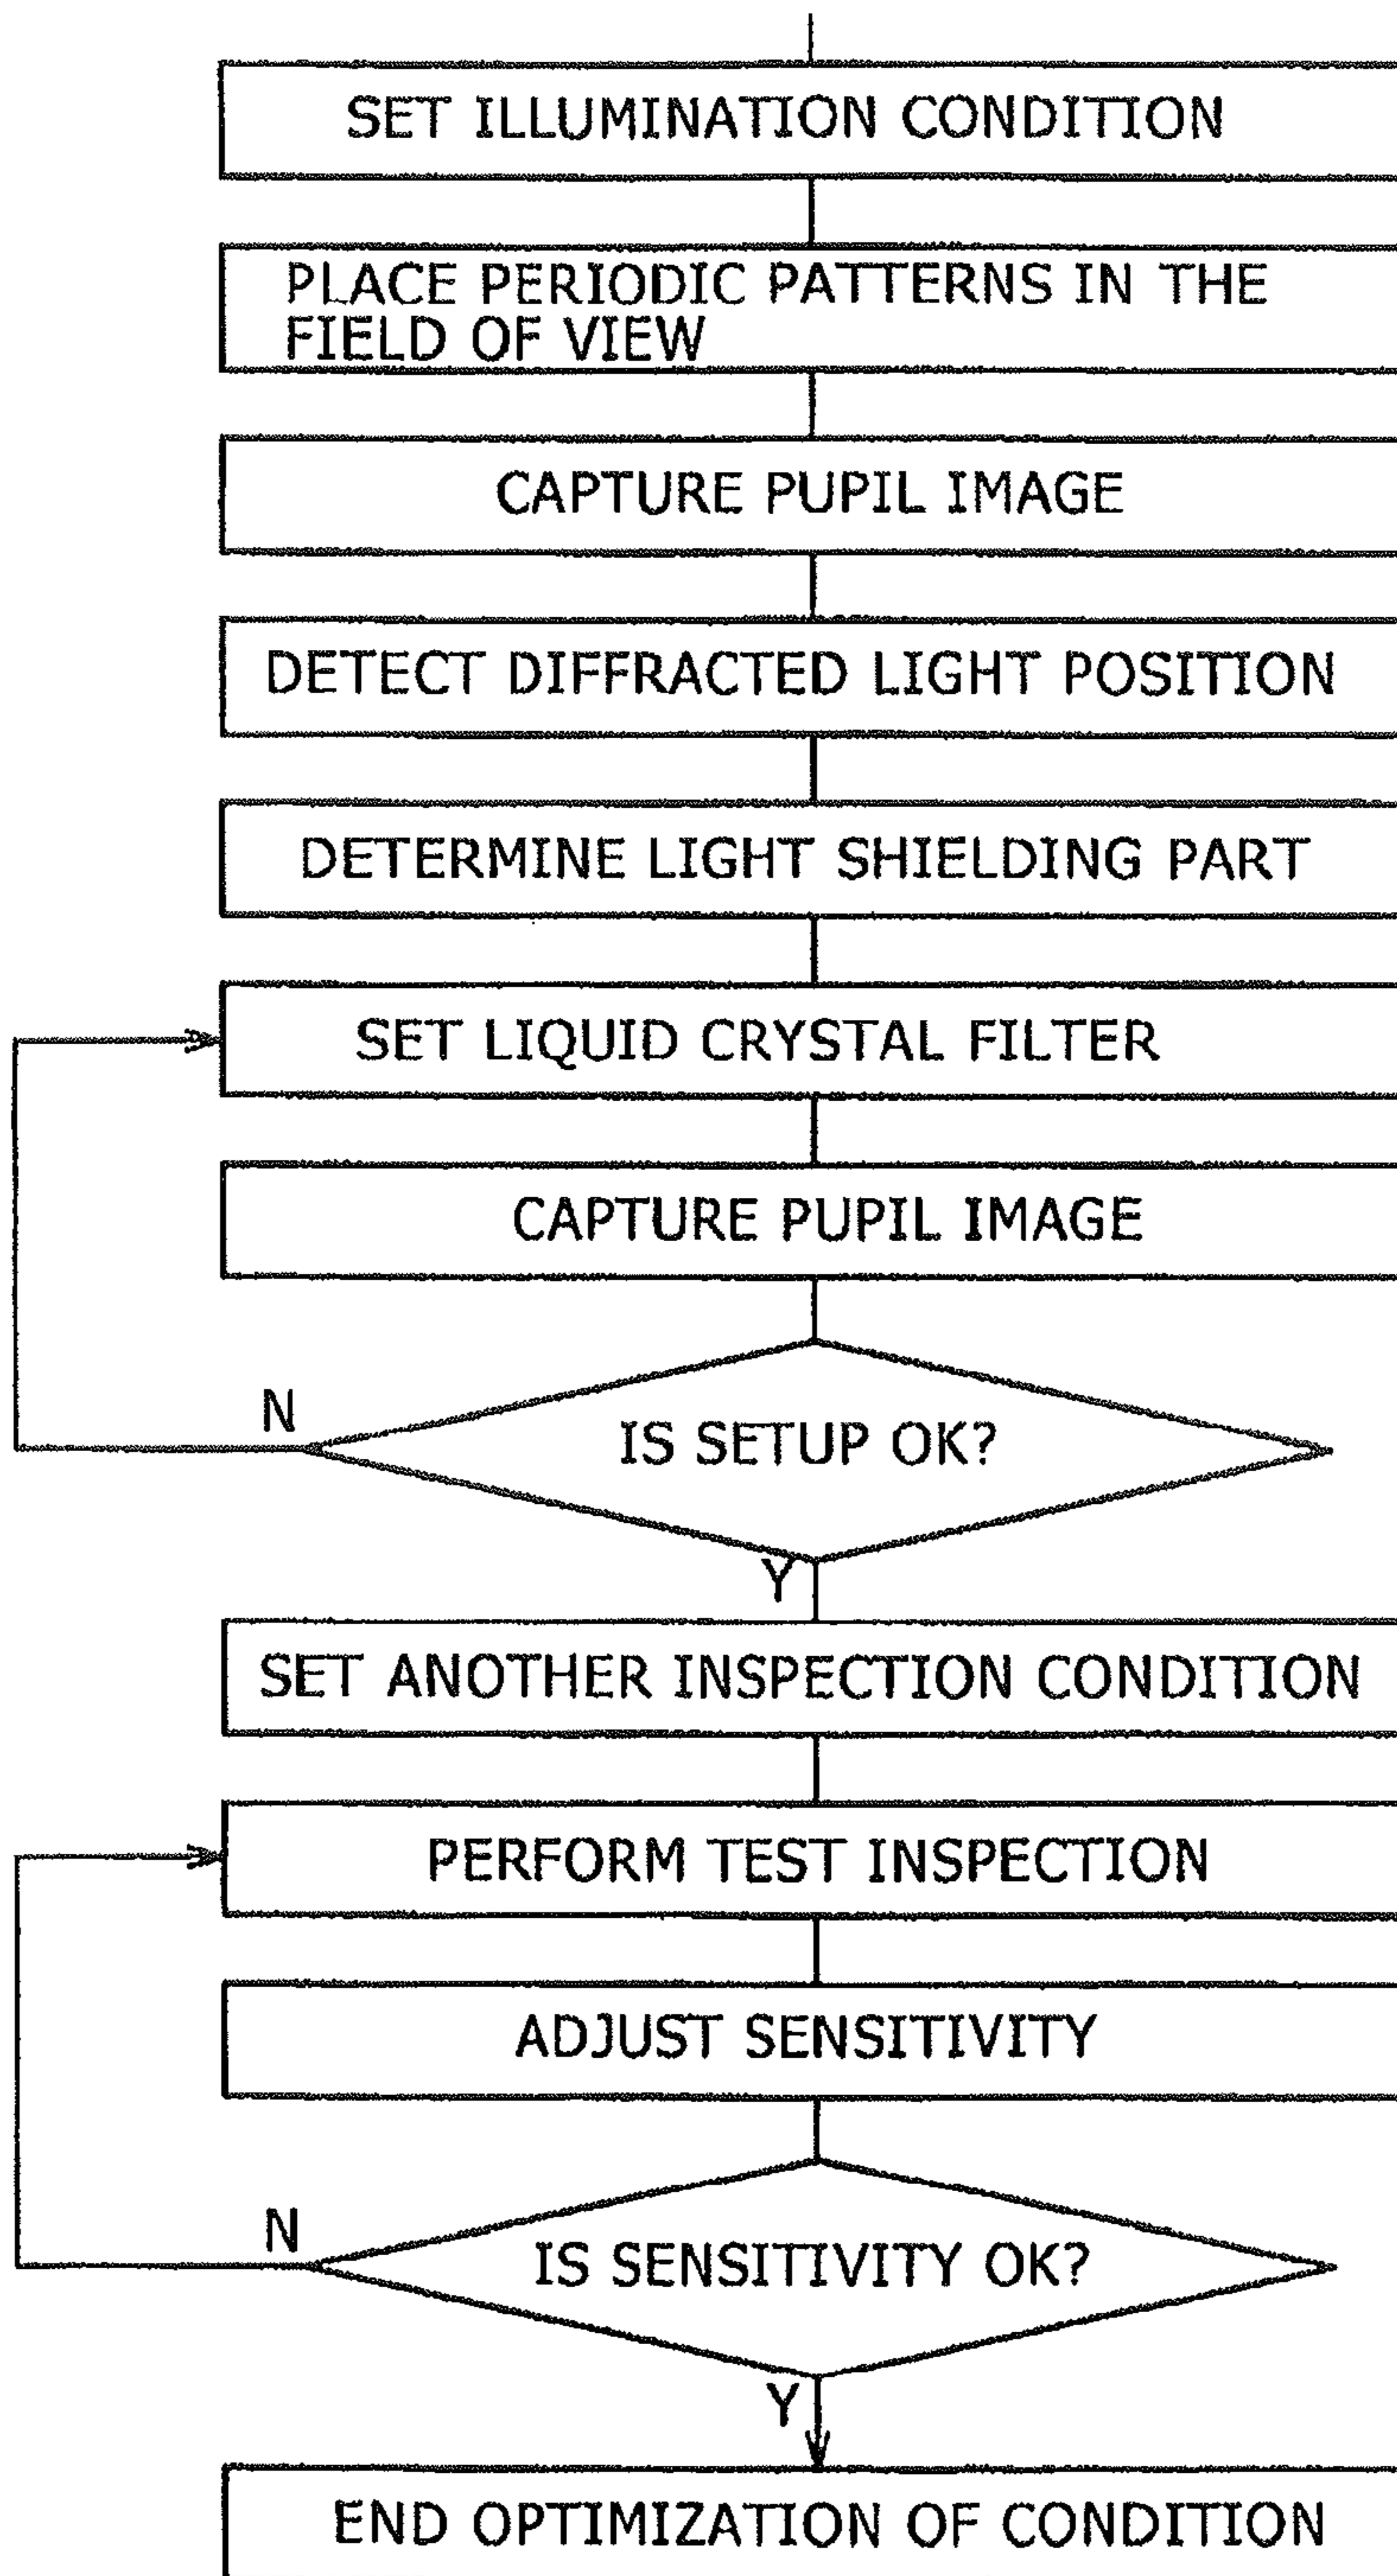 SET ILLUMINATION CONDITION
PLACE PERIODIC PATTERNS IN THE
FIELD OF VIEW
CAPTURE PUPIL IMAGE
DETECT DIFFRACTED LIGHT POSITION
DETERMINE LIGHT SHIELDING PART
SET LIQUID CRYSTAL FILTER
CAPTURE PUPIL IMAGE
N
IS SETUP OK?
Y
SET ANOTHER INSPECTION CONDITION
PERFORM TEST INSPECTION
ADJUST SENSITIVITY
N
IS SENSITIVITY OK?
Y
END OPTIMIZATION OF CONDITION